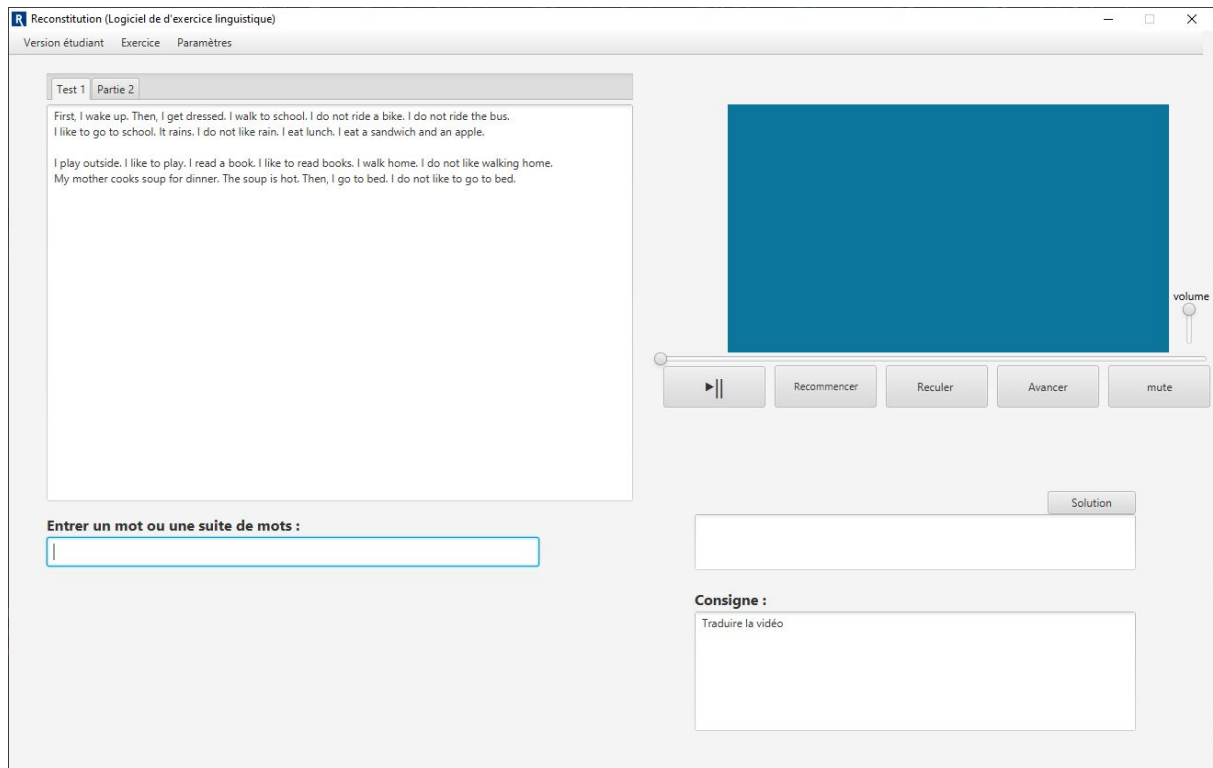 R Reconstitution (Logiciel de d'exercice linguistique)
Version étudiant Exercice Paramètres
Test 1 Partie 2
First, I wake up. Then, I get dressed. I walk to school. I do not ride a bike. I do not ride the bus.
I like to go to school. It rains. I do not like rain. I eat lunch. I eat a sandwich and an apple.
I play outside. I like to play. I read a book. I like to read books. I walk home. I do not like walking home.
My mother cooks soup for dinner. The soup is hot. Then, I go to bed. I do not like to go to bed.
volume
Recommencer Reculer Avancer mute
Solution
Entrer un mot ou une suite de mots :
Consigne :
Traduire la vidéo